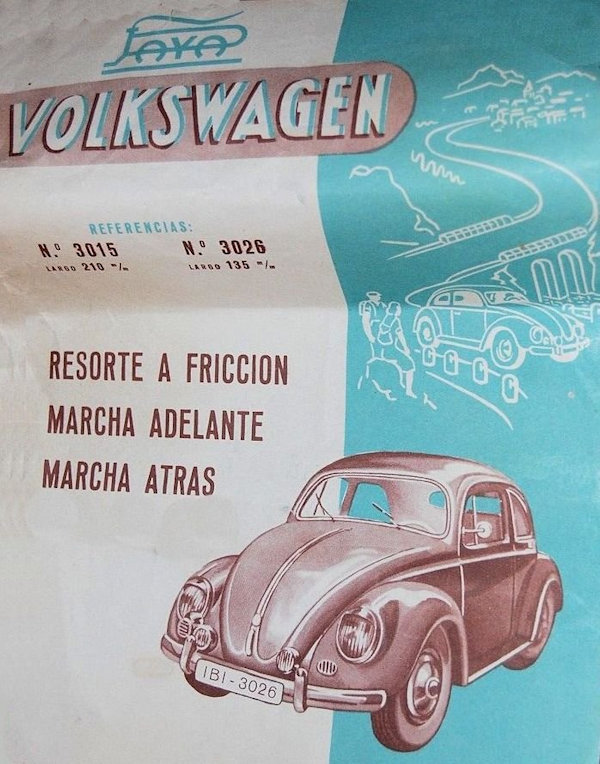 PAYA
VOLKSWAGEN
REFERENCIAS:
N.º 3015 N.º 3026
LARGO 210 m/m LARGO 135 m/m
RESORTE A FRICCION
MARCHA ADELANTE
MARCHA ATRAS
IBI-3026